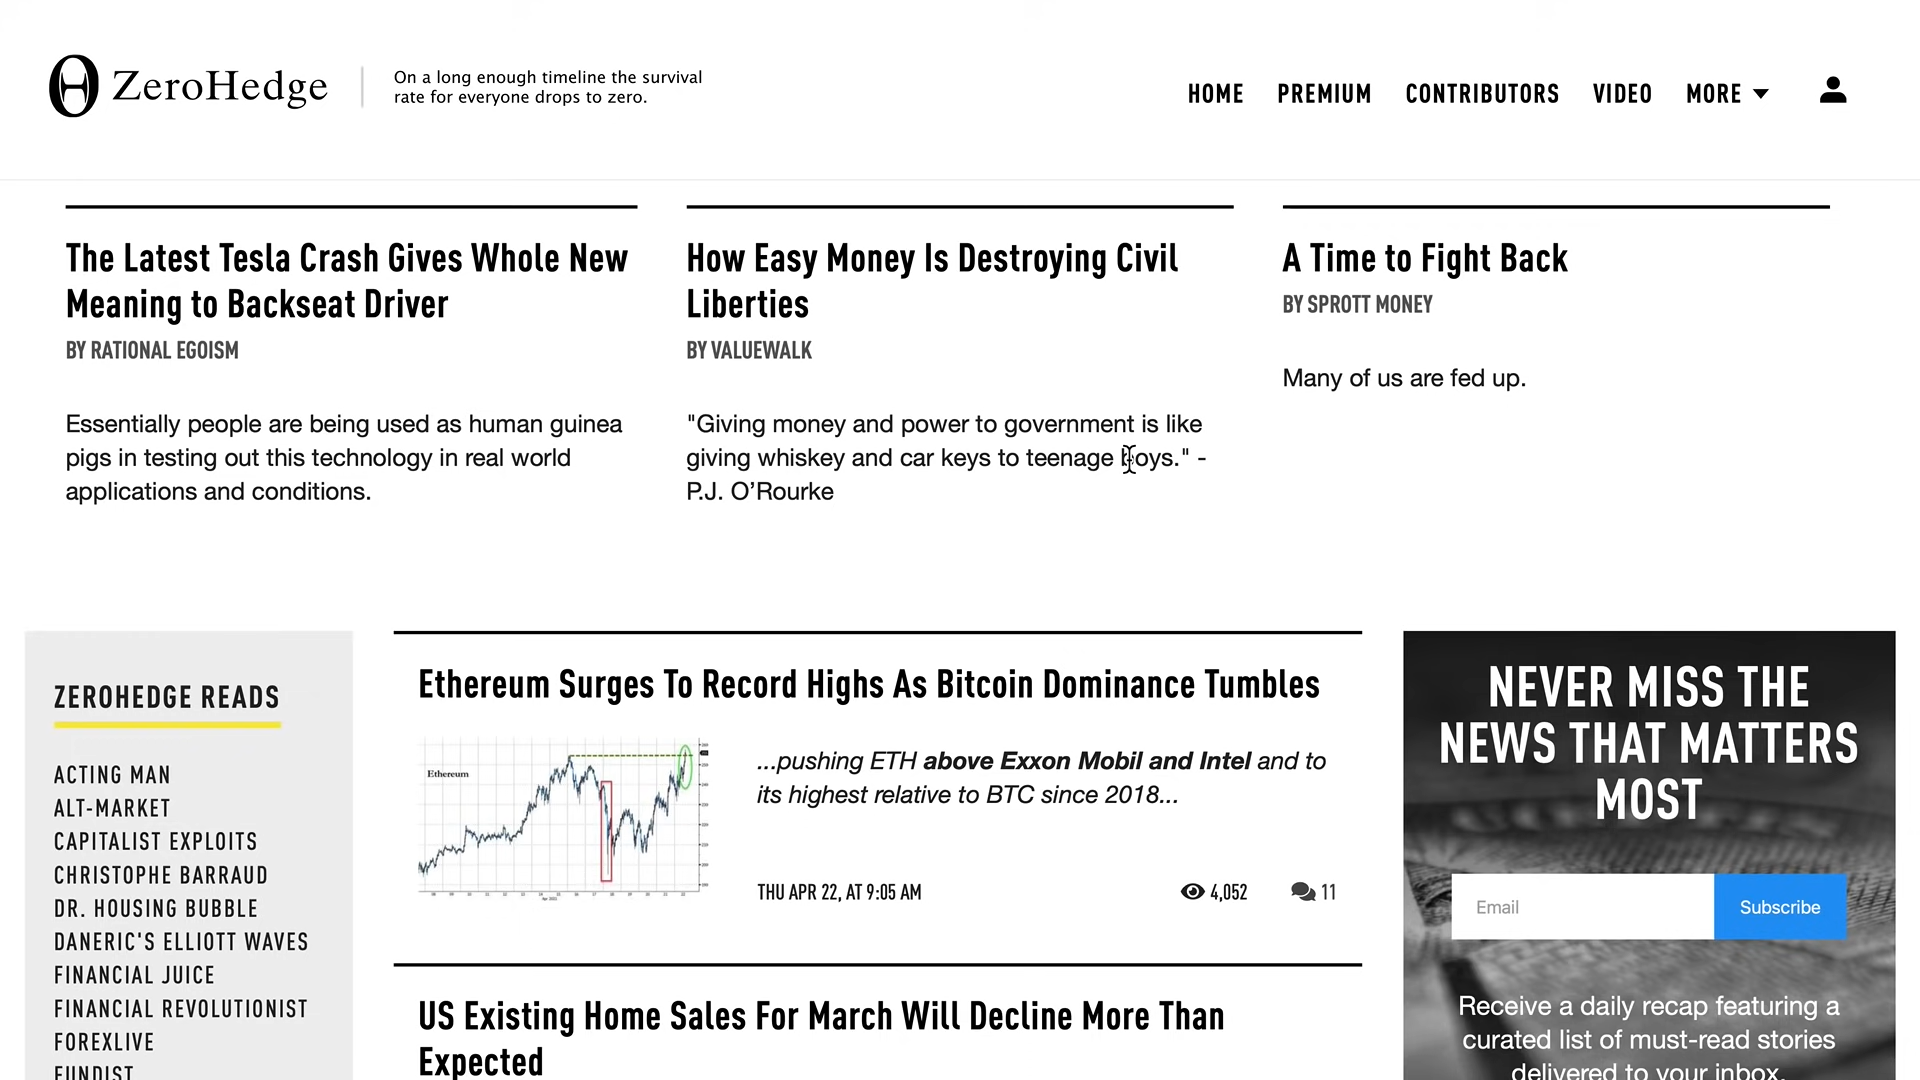 ZeroHedge
On a long enough timeline the survival
rate for everyone drops to zero.
HOME
PREMIUM
CONTRIBUTORS
VIDEO
MORE
The Latest Tesla Crash Gives Whole New
Meaning to Backseat Driver
BY RATIONAL EGOISM
Essentially people are being used as human guinea
pigs in testing out this technology in real world
applications and conditions.
How Easy Money Is Destroying Civil
Liberties
BY VALUEWALK
"Giving money and power to government is like
giving whiskey and car keys to teenage boys." -
P.J. O’Rourke
A Time to Fight Back
BY SPROTT MONEY
Many of us are fed up.
ZEROHEDGE READS
ACTING MAN
ALT-MARKET
CAPITALIST EXPLOITS
CHRISTOPHE BARRAUD
DR. HOUSING BUBBLE
DANERIC'S ELLIOTT WAVES
FINANCIAL JUICE
FINANCIAL REVOLUTIONIST
FOREXLIVE
FUNDIST
Ethereum Surges To Record Highs As Bitcoin Dominance Tumbles
Ethereum
...pushing ETH above Exxon Mobil and Intel and to
its highest relative to BTC since 2018...
THU APR 22, AT 9:05 AM
4,052
11
US Existing Home Sales For March Will Decline More Than
Expected
NEVER MISS THE
NEWS THAT MATTERS
MOST
Email
Subscribe
Receive a daily recap featuring a
curated list of must-read stories
delivered to your inbox.